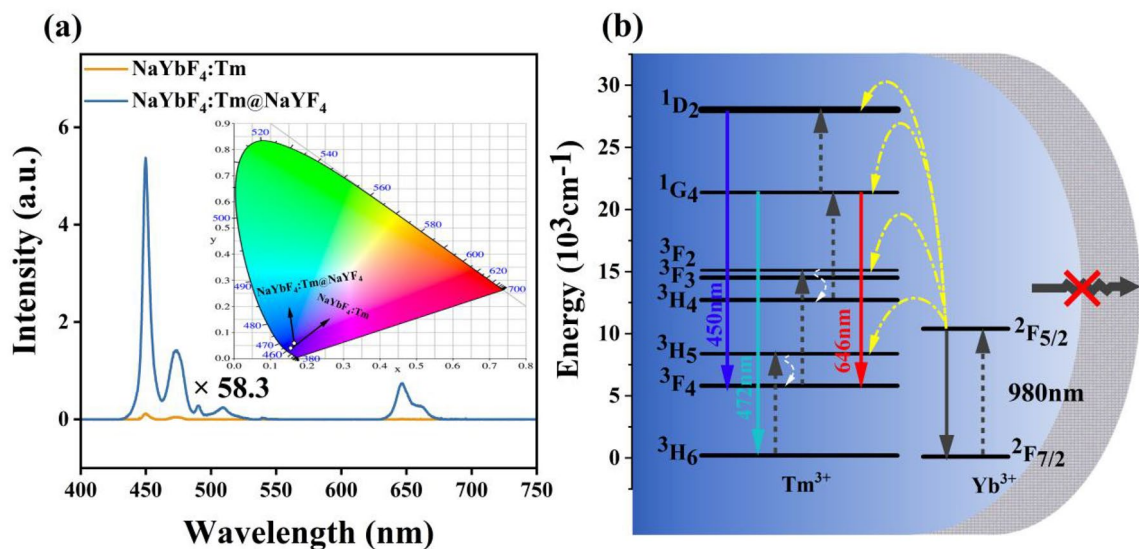 (a)
NaYbF₄:Tm
NaYbF₄:Tm@NaYF₄
Intensity (a.u.)
6
4
2
0
400 450 500 550 600 650 700 750
Wavelength (nm)
× 58.3
0.9
0.8
0.7
0.6
0.5
y
0.4
0.3
0.2
0.1
0.0
0.0 0.1 0.2 0.3 0.4 0.5 0.6 0.7 0.8
x
520
540
560
580
600
620
700
500
490
480
470
460
380
NaYbF₄:Tm@NaYF₄
NaYbF₄:Tm
(b)
Energy (10³cm⁻¹)
30
25
20
15
10
5
0
¹D₂
¹G₄
³F₂
³F₃
³H₄
³H₅
³F₄
³H₆
450nm
472nm
646nm
²F₅/₂
980nm
²F₇/₂
Tm³⁺
Yb³⁺